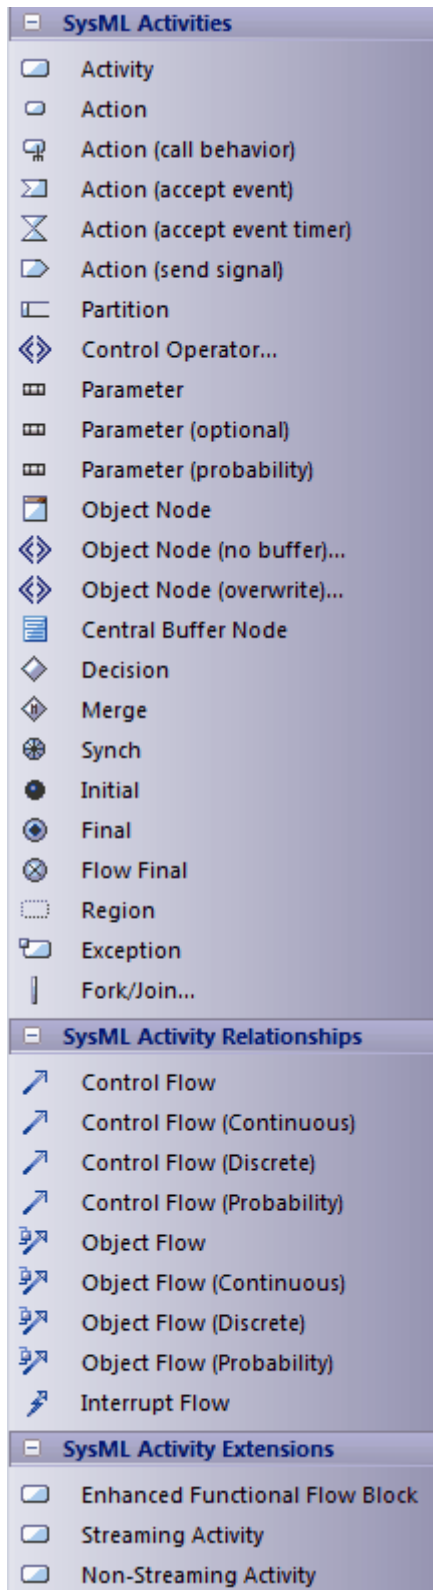 SysML Activities
Activity
Action
Action (call behavior)
Action (accept event)
Action (accept event timer)
Action (send signal)
Partition
Control Operator...
Parameter
Parameter (optional)
Parameter (probability)
Object Node
Object Node (no buffer)...
Object Node (overwrite)...
Central Buffer Node
Decision
Merge
Synch
Initial
Final
Flow Final
Region
Exception
Fork/Join...
SysML Activity Relationships
Control Flow
Control Flow (Continuous)
Control Flow (Discrete)
Control Flow (Probability)
Object Flow
Object Flow (Continuous)
Object Flow (Discrete)
Object Flow (Probability)
Interrupt Flow
SysML Activity Extensions
Enhanced Functional Flow Block
Streaming Activity
Non-Streaming Activity